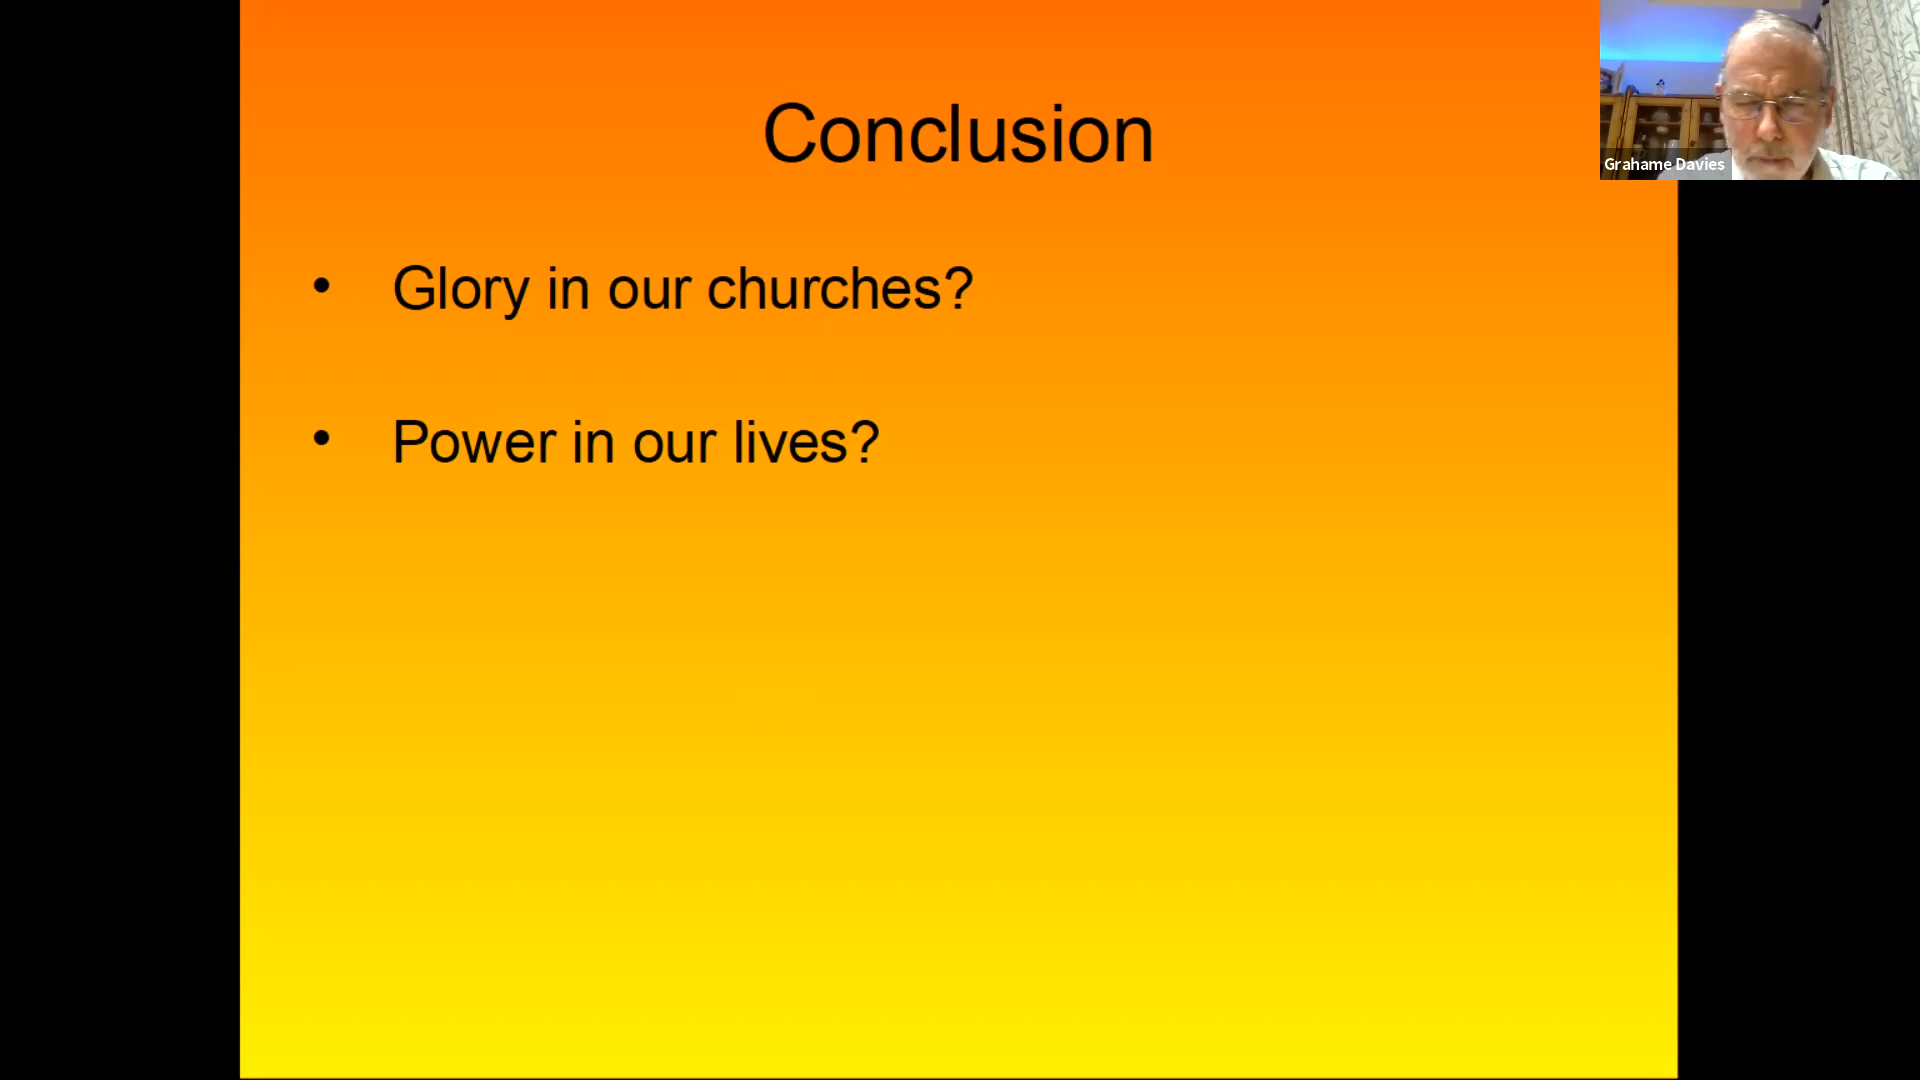 Conclusion
• Glory in our churches?
• Power in our lives?
Grahame Davies